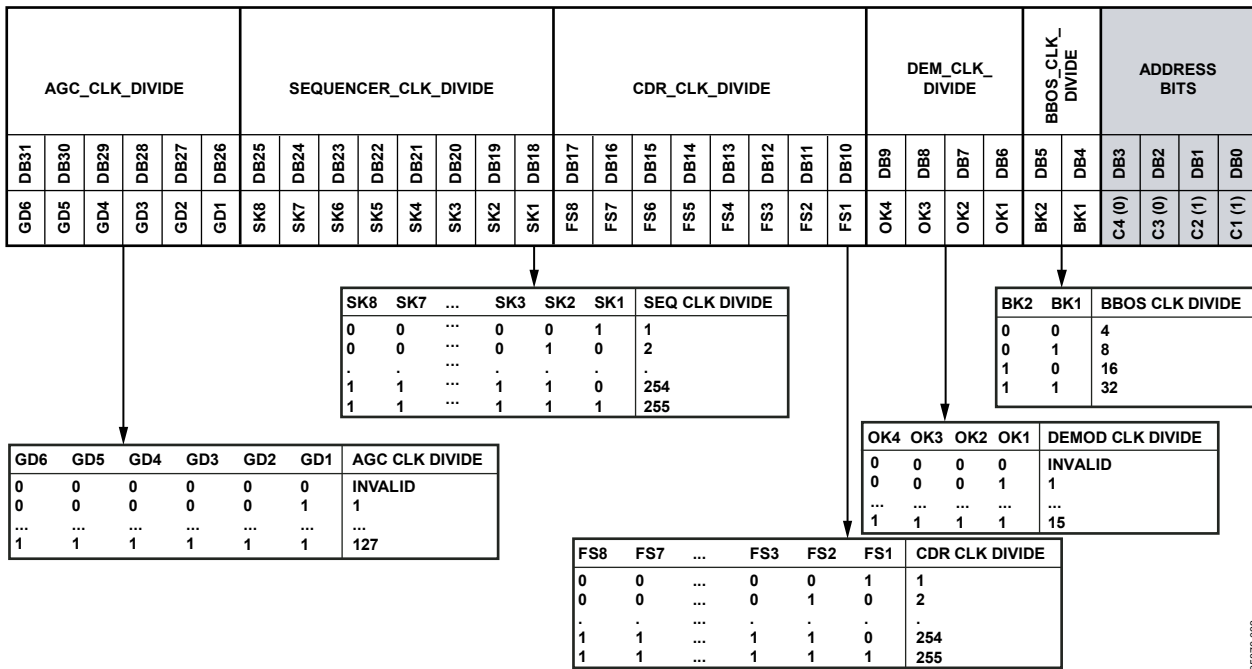 AGC_CLK_DIVIDE
SEQUENCER_CLK_DIVIDE
CDR_CLK_DIVIDE
DEM_CLK_
DIVIDE
BBOS_CLK_
DIVIDE
ADDRESS
BITS
DB31 DB30 DB29 DB28 DB27 DB26 DB25 DB24 DB23 DB22 DB21 DB20 DB19 DB18 DB17 DB16 DB15 DB14 DB13 DB12 DB11 DB10 DB9 DB8 DB7 DB6 DB5 DB4 DB3 DB2 DB1 DB0
GD6 GD5 GD4 GD3 GD2 GD1 SK8 SK7 SK6 SK5 SK4 SK3 SK2 SK1 FS8 FS7 FS6 FS5 FS4 FS3 FS2 FS1 OK4 OK3 OK2 OK1 BK2 BK1 C4 (0) C3 (0) C2 (1) C1 (1)
SK8 SK7 ... SK3 SK2 SK1 SEQ CLK DIVIDE
0 0 ... 0 0 1 1
0 0 ... 0 1 0 2
. . ... . . . .
1 1 ... 1 1 0 254
1 1 ... 1 1 1 255
BK2 BK1 BBOS CLK DIVIDE
0 0 4
0 1 8
1 0 16
1 1 32
GD6 GD5 GD4 GD3 GD2 GD1 AGC CLK DIVIDE
0 0 0 0 0 0 INVALID
0 0 0 0 0 1 1
... ... ... ... ... ... ...
1 1 1 1 1 1 127
OK4 OK3 OK2 OK1 DEMOD CLK DIVIDE
0 0 0 0 INVALID
0 0 0 1 1
... ... ... ... ...
1 1 1 1 15
FS8 FS7 ... FS3 FS2 FS1 CDR CLK DIVIDE
0 0 ... 0 0 1 1
0 0 ... 0 1 0 2
. . ... . . . .
1 1 ... 1 1 0 254
1 1 ... 1 1 1 255